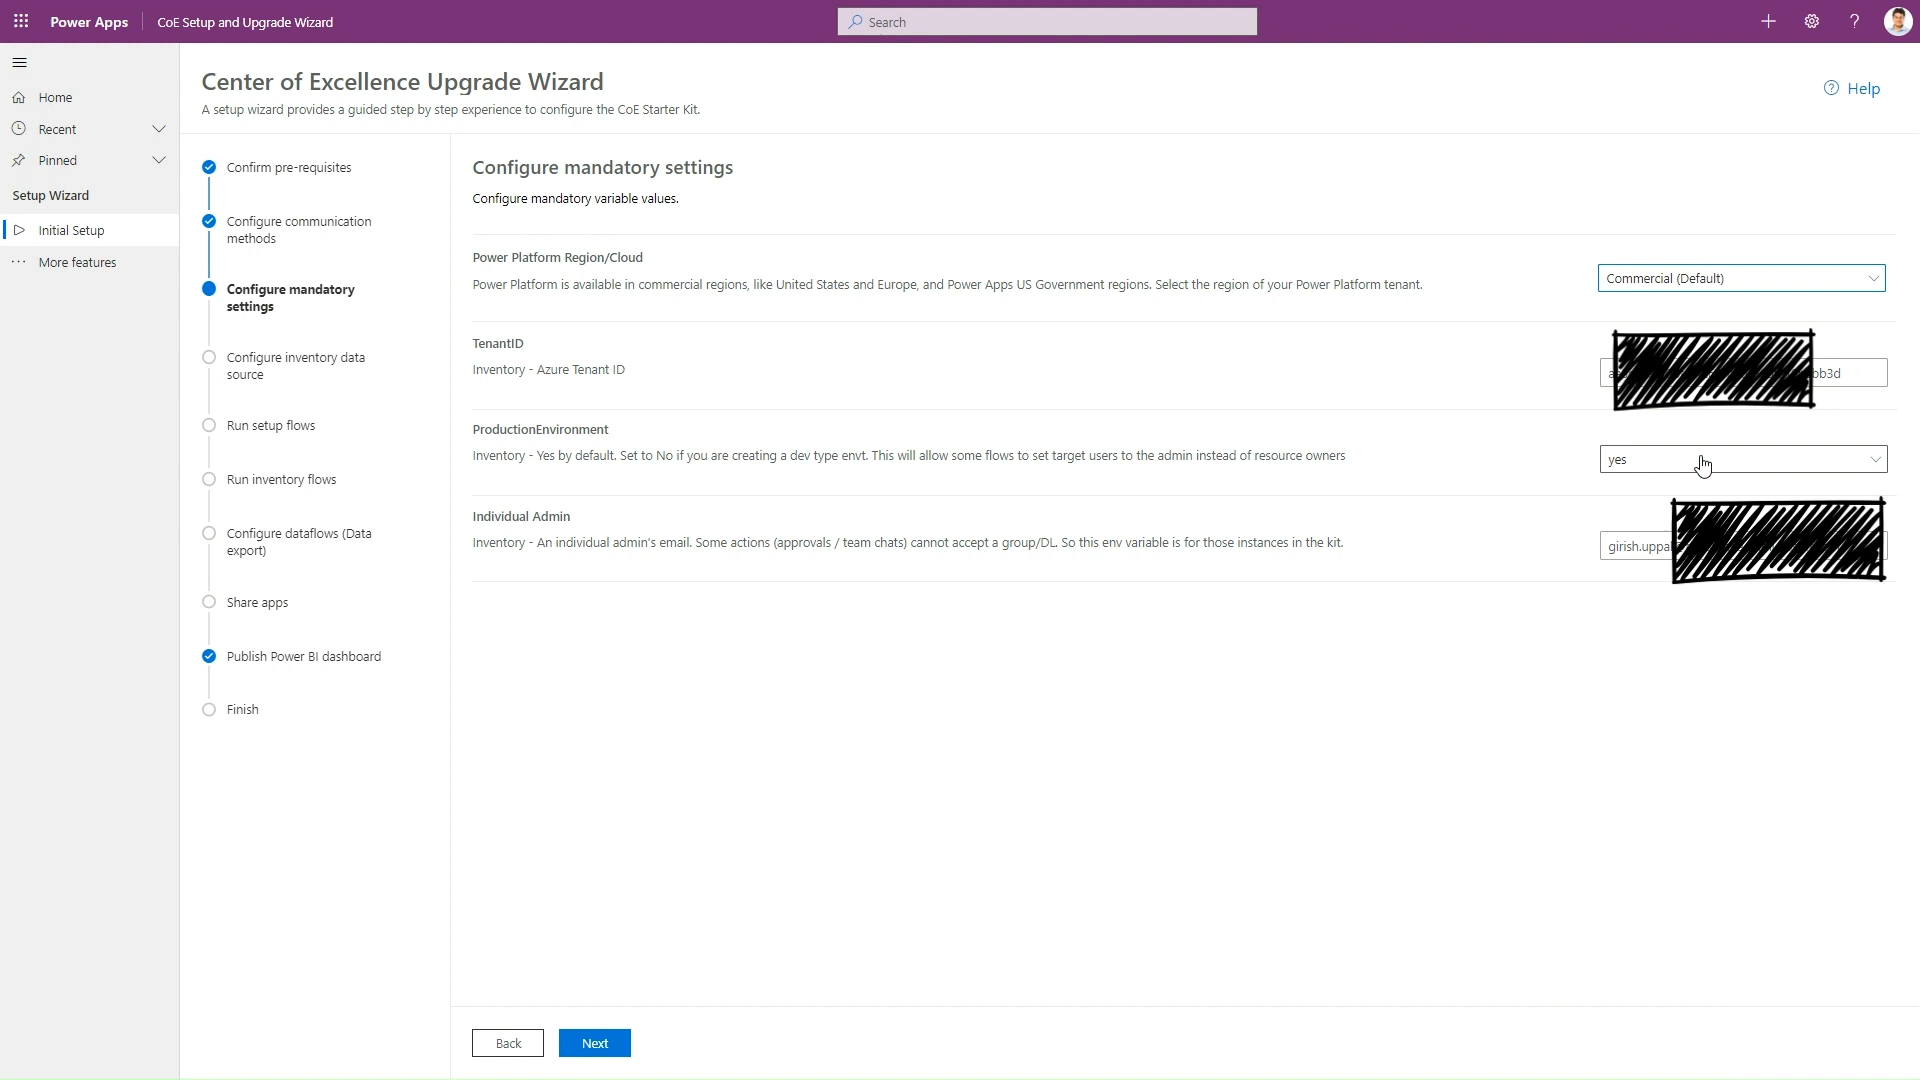 Power Apps
CoE Setup and Upgrade Wizard
Search
Home
Recent
Pinned
Setup Wizard
Initial Setup
More features
Center of Excellence Upgrade Wizard
A setup wizard provides a guided step by step experience to configure the CoE Starter Kit.
Help
Confirm pre-requisites
Configure communication
methods
Configure mandatory
settings
Configure inventory data
source
Run setup flows
Run inventory flows
Configure dataflows (Data
export)
Share apps
Publish Power BI dashboard
Finish
Configure mandatory settings
Configure mandatory variable values.
Power Platform Region/Cloud
Power Platform is available in commercial regions, like United States and Europe, and Power Apps US Government regions. Select the region of your Power Platform tenant.
Commercial (Default)
TenantID
Inventory - Azure Tenant ID
bb3d
ProductionEnvironment
Inventory - Yes by default. Set to No if you are creating a dev type envt. This will allow some flows to set target users to the admin instead of resource owners
yes
Individual Admin
Inventory - An individual admin's email. Some actions (approvals / team chats) cannot accept a group/DL. So this env variable is for those instances in the kit.
girish.uppal
Back
Next